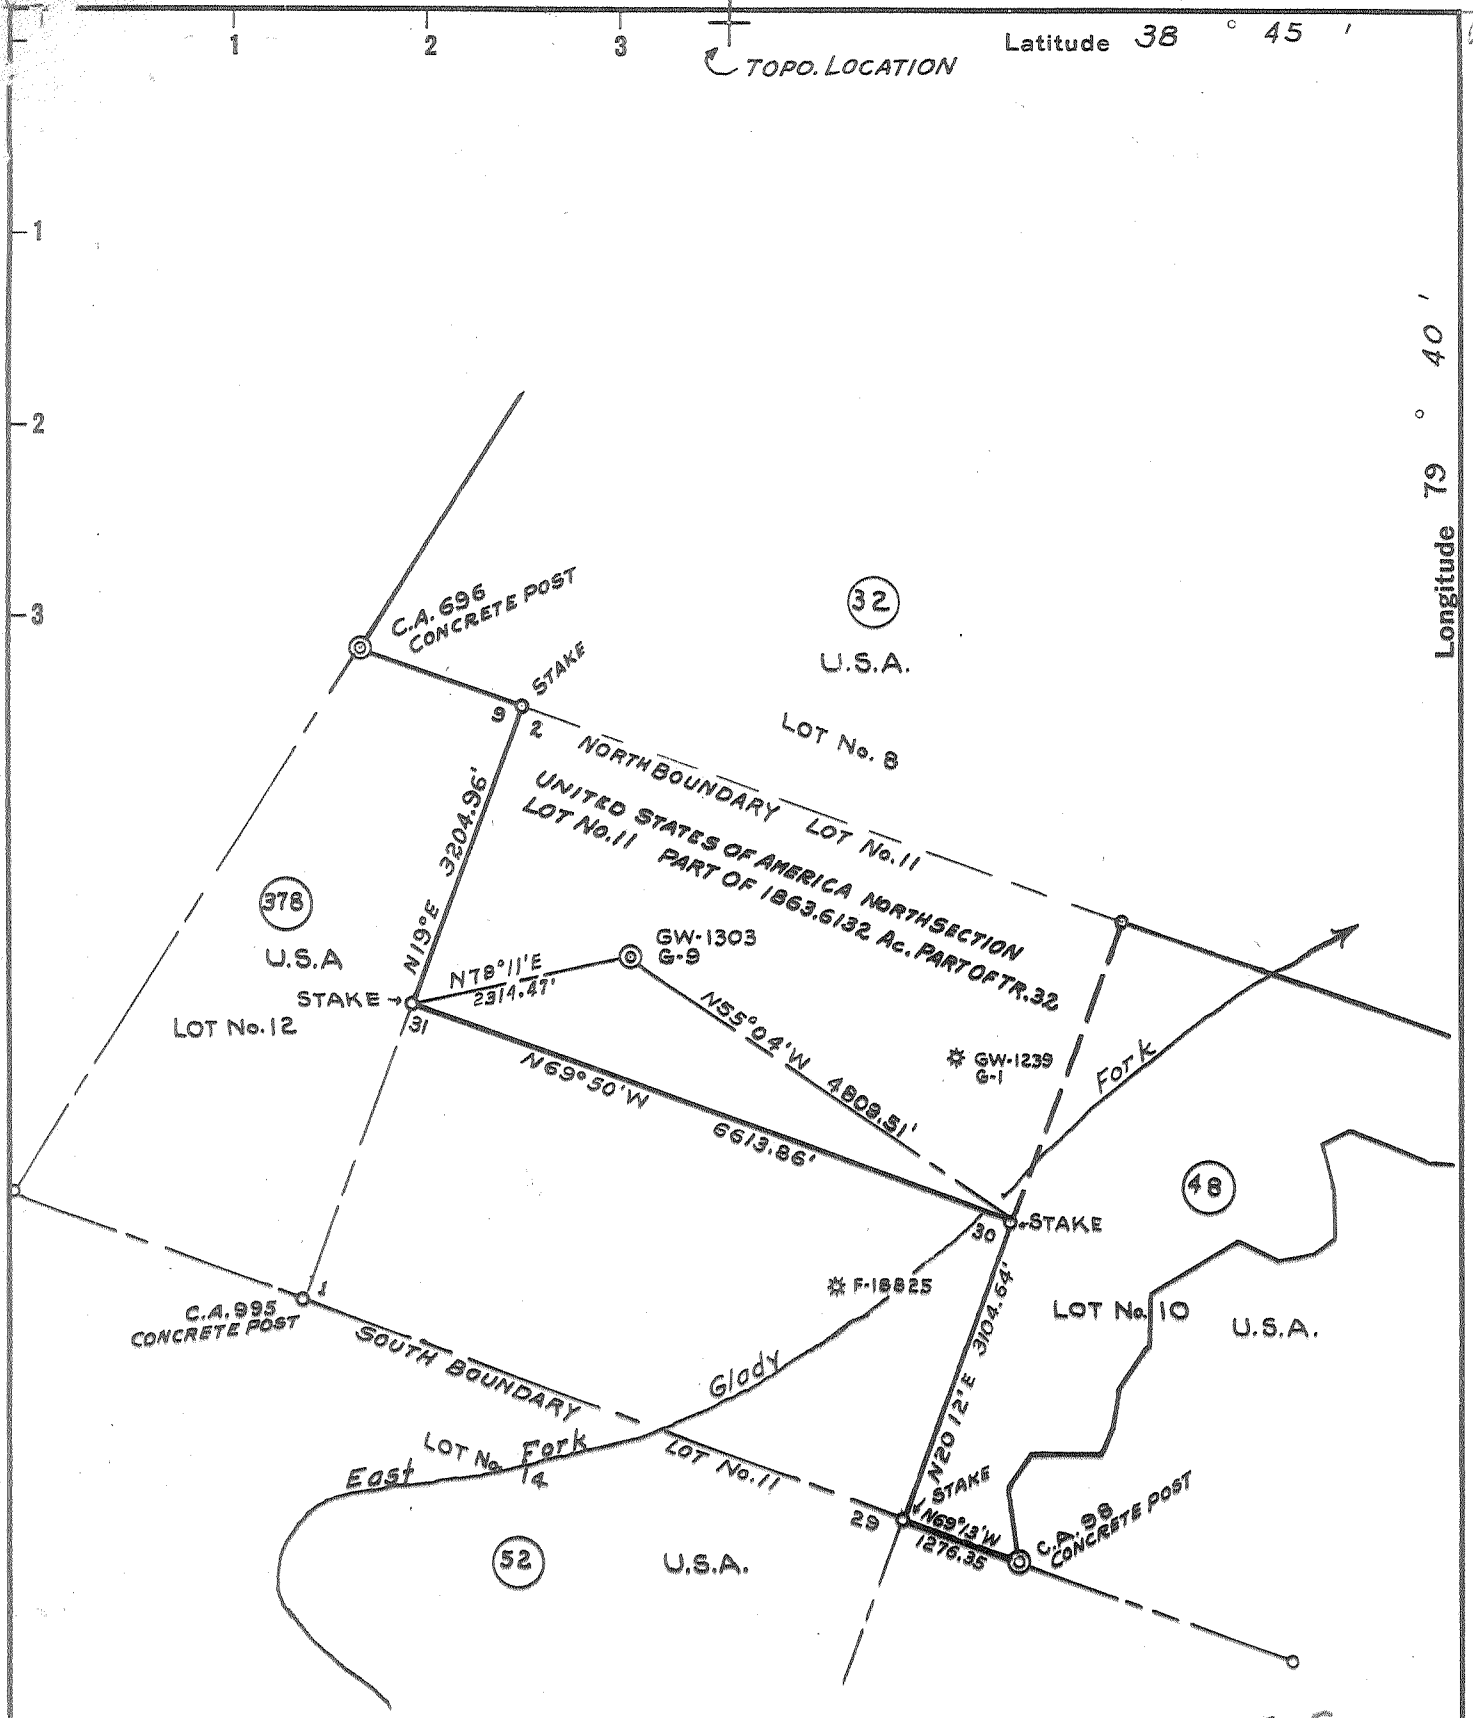 1 2 3
Latitude 38 ° 45 '
TOPO. LOCATION
1
2
3
Longitude 79 ° 40 '
C.A. 696
CONCRETE POST
32
U.S.A.
LOT No. 8
STAKE
9
2
NORTH BOUNDARY LOT No. 11
UNITED STATES OF AMERICA NORTH SECTION
LOT No. 11 PART OF 1863.6132 Ac. PART OF TR. 32
N19°E 3204.96'
378
U.S.A
LOT No. 12
STAKE
31
N78°11'E
2314.47'
GW-1303
G-9
N55°04'W 4809.51'
GW-1239
G-1
Fork
N69°50'W 6613.86'
48
30
STAKE
F-18825
LOT No. 10
U.S.A.
1
C.A. 995
CONCRETE POST
SOUTH BOUNDARY LOT No. 11
N20 12'E 3104.64'
Glady
East Fork
LOT No.
14
STAKE
29
N69°13'W
1276.35
C.A. 98
CONCRETE POST
52
U.S.A.